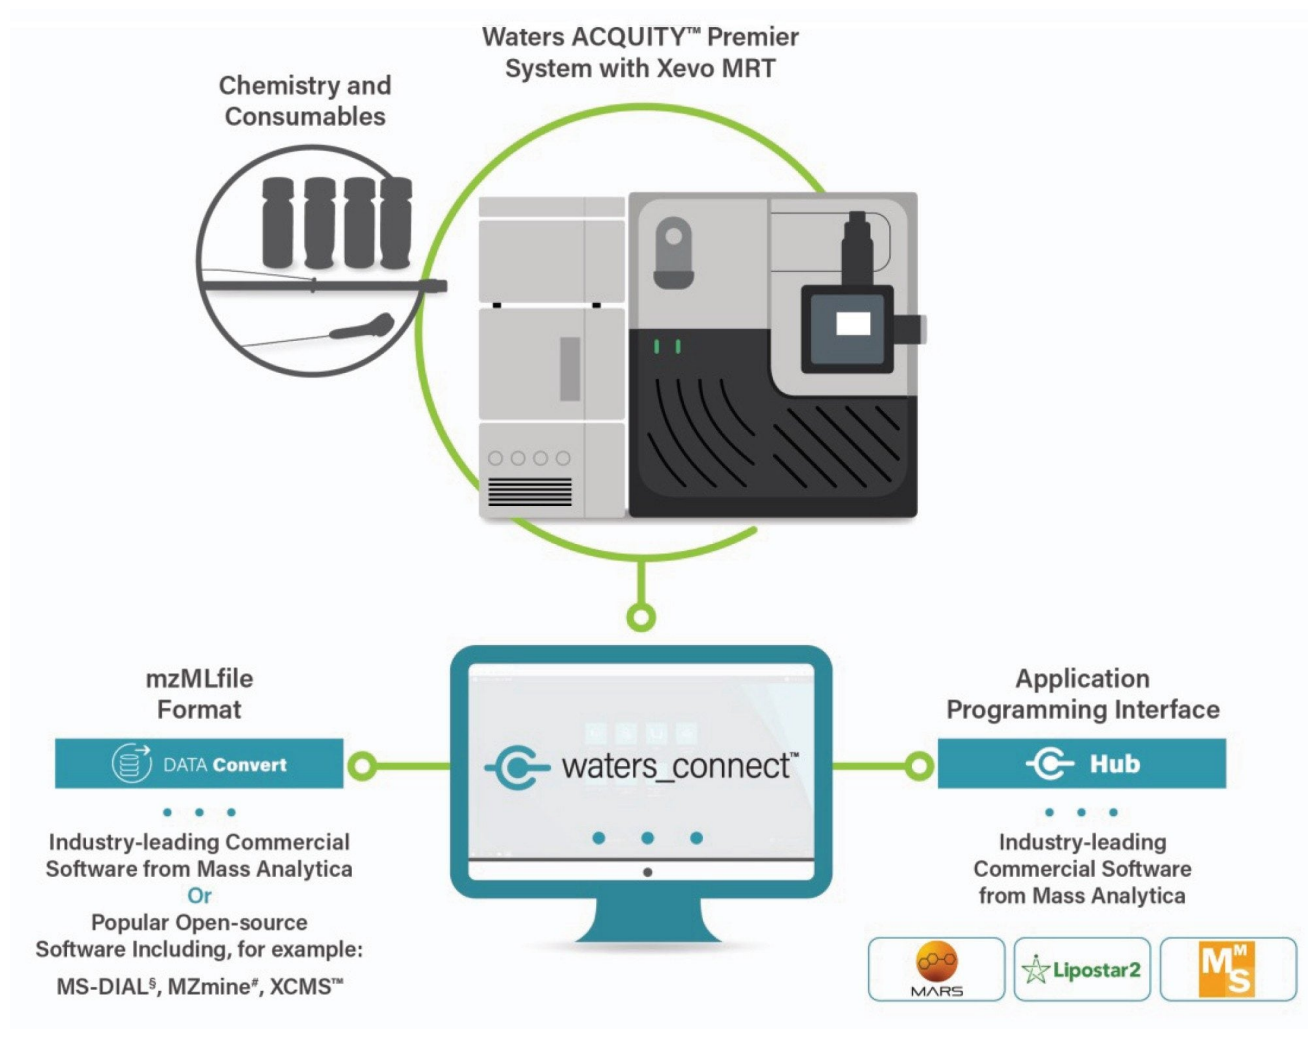 Waters ACQUITY™ Premier
System with Xevo MRT
Chemistry and
Consumables
waters_connect™
mzMLfile
Format
DATA Convert
Industry-leading Commercial
Software from Mass Analytica
Or
Popular Open-source
Software Including, for example:
MS-DIAL§, MZmine#, XCMS™
Application
Programming Interface
Hub
Industry-leading
Commercial Software
from Mass Analytica
MARS
Lipostar2
MMS